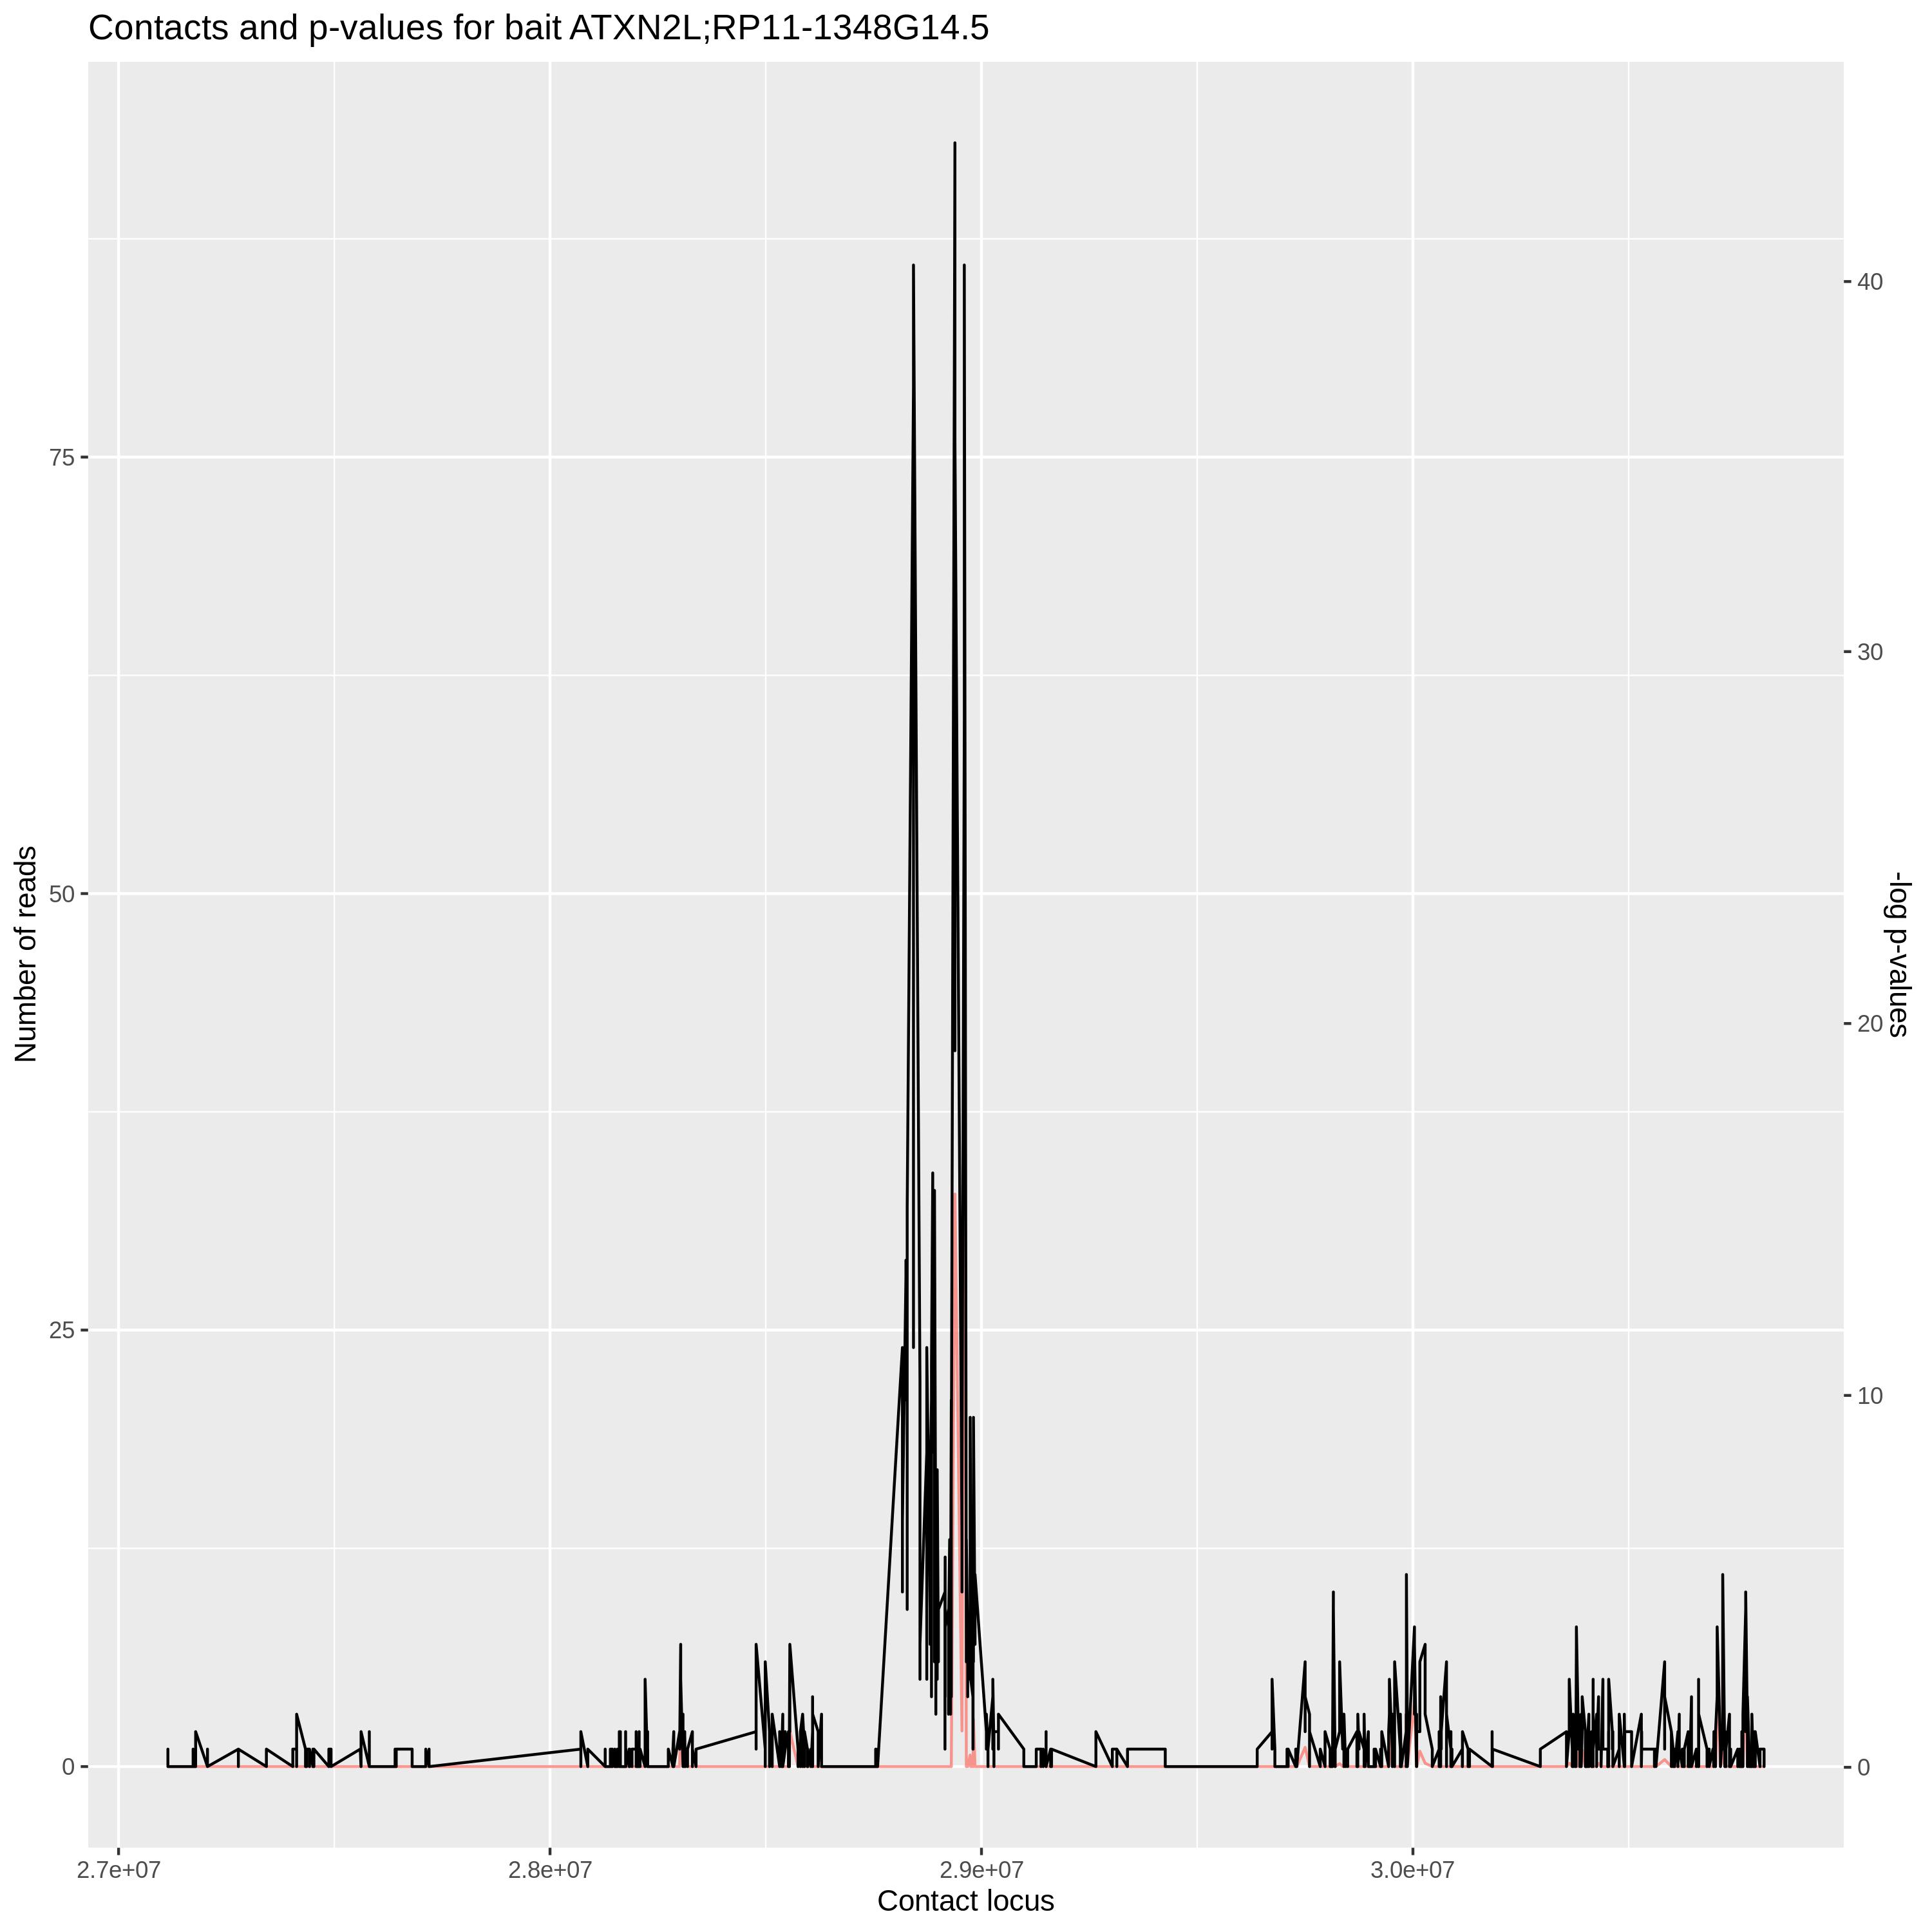 Contacts and p-values for bait ATXN2L;RP11-1348G14.5
Number of reads
75
50
25
0
40
30
20
10
0
-log p-values
2.7e+07
2.8e+07
2.9e+07
3.0e+07
Contact locus